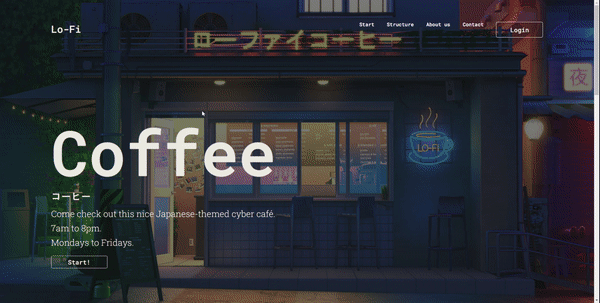 Lo-Fi
Start Structure About us Contact Login
ローファイコーヒー
夜
LO-FI
Coffee
コーヒー
Come check out this nice Japanese-themed cyber café.
7am to 8pm.
Mondays to Fridays.
Start!